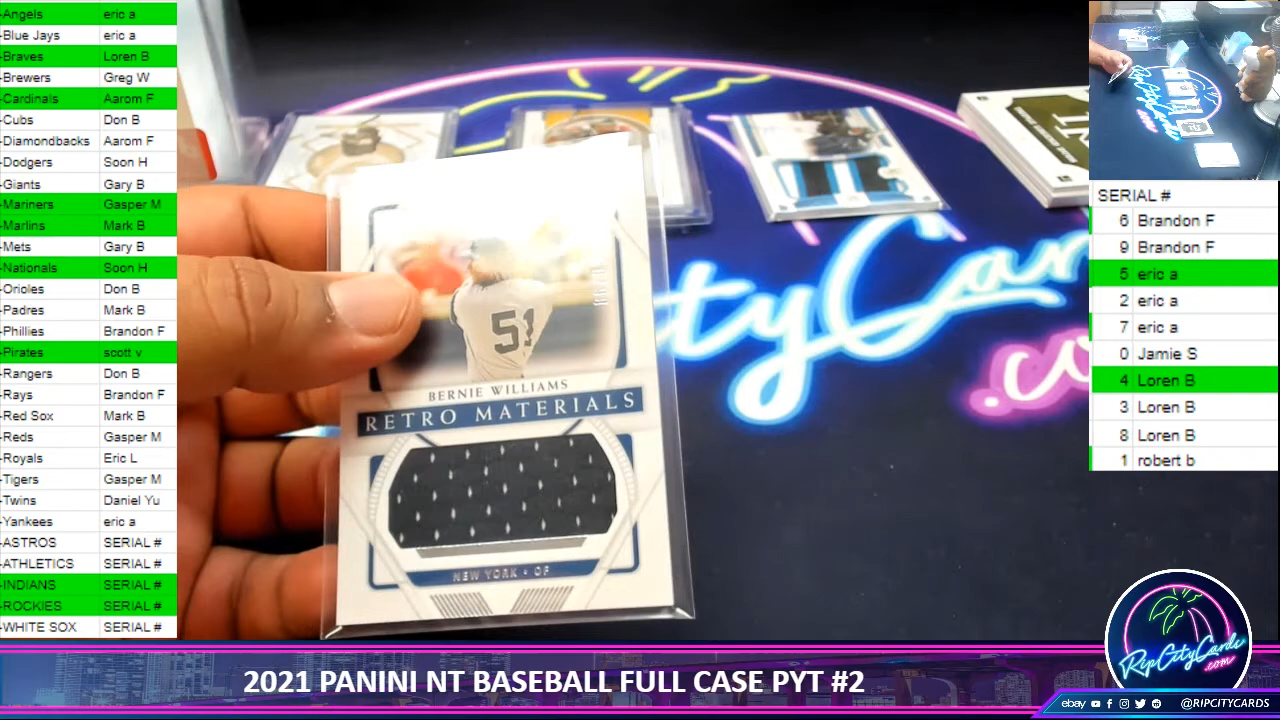 -Angels eric a
-Blue Jays eric a
-Braves Loren B
-Brewers Greg W
-Cardinals Aarom F
-Cubs Don B
-Diamondbacks Aarom F
-Dodgers Soon H
-Giants Gary B
-Mariners Gasper M
-Marlins Mark B
-Mets Gary B
-Nationals Soon H
-Orioles Don B
-Padres Mark B
-Phillies Brandon F
-Pirates scott v
-Rangers Don B
-Rays Brandon F
-Red Sox Mark B
-Reds Gasper M
-Royals Eric L
-Tigers Gasper M
-Twins Daniel Yu
-Yankees eric a
-ASTROS SERIAL #
-ATHLETICS SERIAL #
-INDIANS SERIAL #
-ROCKIES SERIAL #
-WHITE SOX SERIAL #
51
BERNIE WILLIAMS
RETRO MATERIALS
NEW YORK • OF
SERIAL #
6 Brandon F
9 Brandon F
5 eric a
2 eric a
7 eric a
0 Jamie S
4 Loren B
3 Loren B
8 Loren B
1 robert b
2021 PANINI NT BASEBALL FULL CASE PYT #2
RipCityCards
.com
ebay @RIPCITYCARDS